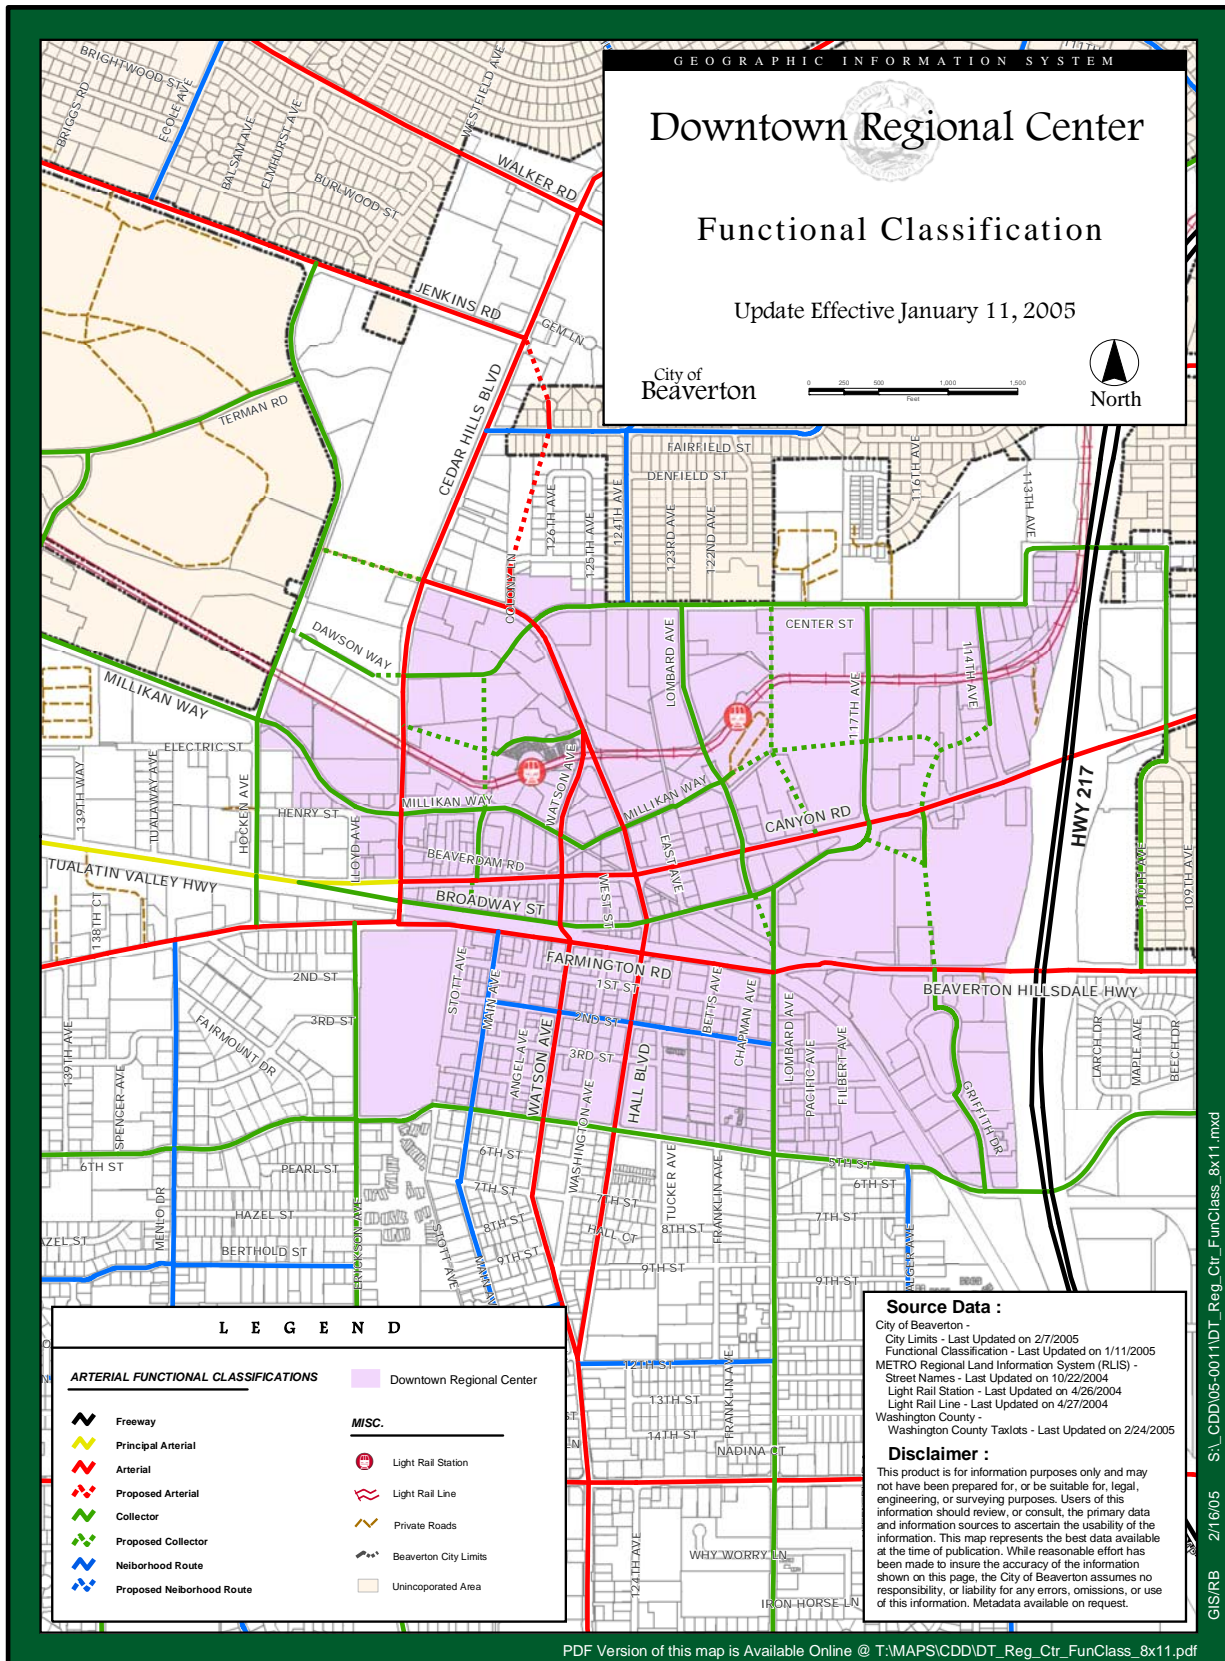 GEOGRAPHIC INFORMATION SYSTEM
Downtown Regional Center
Functional Classification
Update Effective January 11, 2005
City of
Beaverton
0 250 500 1,000 1,500
Feet
North
BRIGHTWOOD ST
BRIGGS RD
ECOLE AVE
BALSAM AVE
ELMHURST AVE
BURLWOOD ST
WESTFIELD AVE
WALKER RD
111TH
JENKINS RD
GEM LN
CEDAR HILLS BLVD
TERMAN RD
FAIRFIELD ST
DENFIELD ST
116TH AVE
113TH AVE
126TH AVE
125TH AVE
124TH AVE
123RD AVE
122ND AVE
COLONY LN
DAWSON WAY
LOMBARD AVE
CENTER ST
114TH AVE
117TH AVE
MILLIKAN WAY
ELECTRIC ST
139TH WAY
TUALAWAY AVE
HOCKEN AVE
HENRY ST
LLOYD AVE
MILLIKAN WAY
WATSON AVE
MILLIKAN WAY
CANYON RD
HWY 217
BEAVERDAM RD
EAST AVE
WEST ST
TUALATIN VALLEY HWY
BROADWAY ST
110TH AVE
109TH AVE
138TH CT
FARMINGTON RD
1ST ST
2ND ST
STOTT AVE
MAIN AVE
BETTS AVE
CHAPMAN AVE
BEAVERTON HILLSDALE HWY
3RD ST
FAIRMOUNT DR
2ND ST
3RD ST
ANGEL AVE
WATSON AVE
WASHINGTON AVE
HALL BLVD
LOMBARD AVE
PACIFIC AVE
FILBERT AVE
GRIFFITH DR
LARCH DR
MAPLE AVE
BEECH DR
139TH AVE
SPENCER AVE
6TH ST
PEARL ST
6TH ST
5TH ST
6TH ST
MENLO DR
HAZEL ST
7TH ST
7TH ST
TUCKER AVE
FRANKLIN AVE
7TH ST
AZEL ST
BERTHOLD ST
ERICKSON AVE
STOTT AVE
8TH ST
HALL CT
8TH ST
9TH ST
9TH ST
9TH ST
ALGER AVE
MAIN AV
12TH ST
13TH ST
14TH ST
FRANKLIN AVE
NADINA CT
124TH AVE
WHY WORRY LN
IRON HORSE LN
LEGEND
ARTERIAL FUNCTIONAL CLASSIFICATIONS
Freeway
Principal Arterial
Arterial
Proposed Arterial
Collector
Proposed Collector
Neiborhood Route
Proposed Neiborhood Route
Downtown Regional Center
MISC.
Light Rail Station
Light Rail Line
Private Roads
Beaverton City Limits
Unincoporated Area
Source Data :
City of Beaverton -
City Limits - Last Updated on 2/7/2005
Functional Classification - Last Updated on 1/11/2005
METRO Regional Land Information System (RLIS) -
Street Names - Last Updated on 10/22/2004
Light Rail Station - Last Updated on 4/26/2004
Light Rail Line - Last Updated on 4/27/2004
Washington County -
Washington County Taxlots - Last Updated on 2/24/2005
Disclaimer :
This product is for information purposes only and may
not have been prepared for, or be suitable for, legal,
engineering, or surveying purposes. Users of this
information should review, or consult, the primary data
and information sources to ascertain the usability of the
information. This map represents the best data available
at the time of publication. While reasonable effort has
been made to insure the accuracy of the information
shown on this page, the City of Beaverton assumes no
responsibility, or liability for any errors, omissions, or use
of this information. Metadata available on request.
GIS/RB 2/16/05 S:\_CDD\05-0011\DT_Reg_Ctr_FunClass_8x11.mxd
PDF Version of this map is Available Online @ T:\MAPS\CDD\DT_Reg_Ctr_FunClass_8x11.pdf